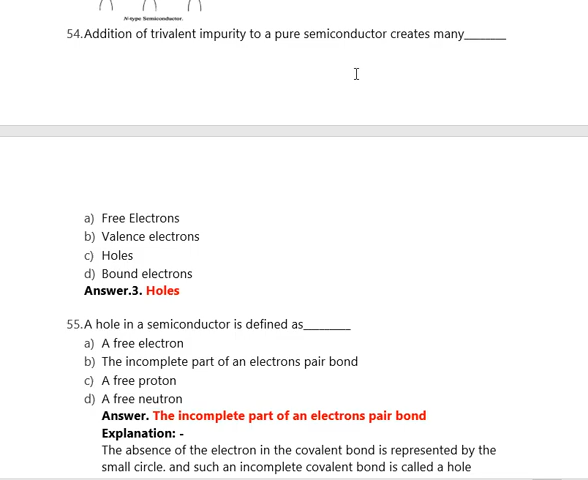 N-type Semiconductor.
54.Addition of trivalent impurity to a pure semiconductor creates many_______
a) Free Electrons
b) Valence electrons
c) Holes
d) Bound electrons
Answer.3. Holes
55.A hole in a semiconductor is defined as________
a) A free electron
b) The incomplete part of an electrons pair bond
c) A free proton
d) A free neutron
Answer. The incomplete part of an electrons pair bond
Explanation: -
The absence of the electron in the covalent bond is represented by the
small circle. and such an incomplete covalent bond is called a hole